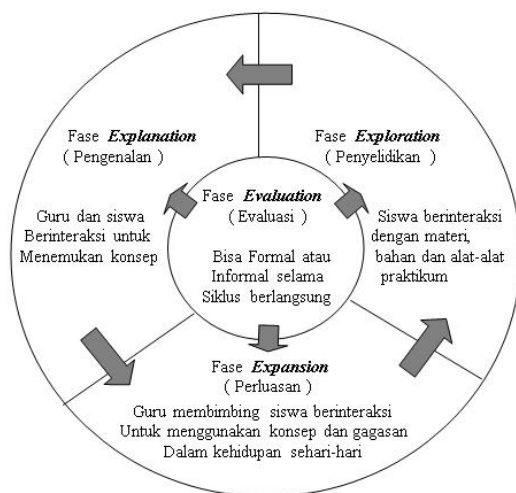 Fase Explanation
( Pengenalan )
Guru dan siswa
Berinteraksi untuk
Menemukan konsep
Fase Exploration
( Penyelidikan )
Siswa berinteraksi
dengan materi,
bahan dan alat-alat
praktikum
Fase Evaluation
(Evaluasi )
Bisa Formal atau
Informal selama
Siklus berlangsung
Fase Expansion
(Perluasan )
Guru membimbing siswa berinteraksi
Untuk menggunakan konsep dan gagasan
Dalam kehidupan sehari-hari